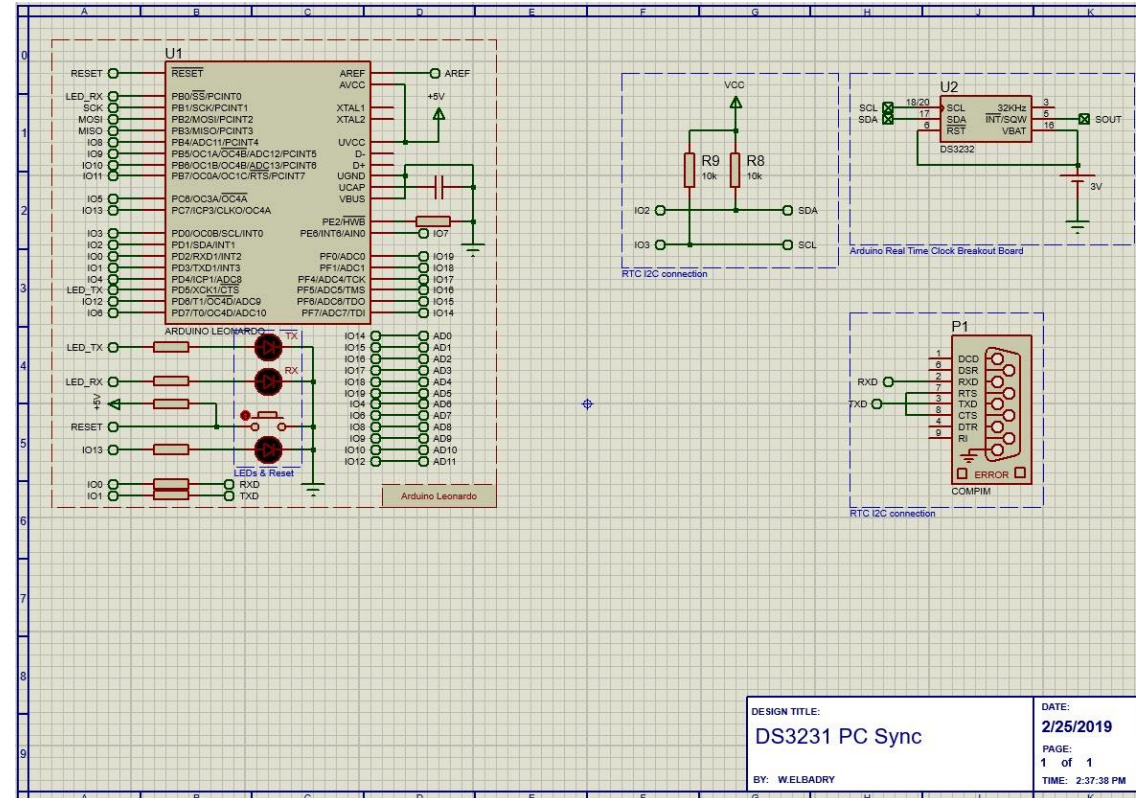 A B C D E F G H J K
0
1
2
3
4
5
6
7
8
9
U1
RESET RESET
LED_RX PB0/SS/PCINT0
SCK PB1/SCK/PCINT1
MOSI PB2/MOSI/PCINT2
MISO PB3/MISO/PCINT3
IO8 PB4/ADC11/PCINT4
IO9 PB5/OC1A/OC4B/ADC12/PCINT5
IO10 PB6/OC1B/OC4B/ADC13/PCINT6
IO11 PB7/OC0A/OC1C/RTS/PCINT7
IO5 PC6/OC3A/OC4A
IO13 PC7/ICP3/CLKO/OC4A
IO3 PD0/OC0B/SCL/INT0
IO2 PD1/SDA/INT1
IO0 PD2/RXD1/INT2
IO1 PD3/TXD1/INT3
IO4 PD4/ICP1/ADC8
LED_TX PD5/XCK1/CTS
IO12 PD6/T1/OC4D/ADC9
IO6 PD7/T0/OC4D/ADC10
AREF AREF
AVCC
+5V
XTAL1
XTAL2
UVCC
D-
D+
UGND
UCAP
VBUS
PE2/HWB
PE6/INT6/AIN0 IO7
PF0/ADC0 IO19
PF1/ADC1 IO18
PF4/ADC4/TCK IO17
PF5/ADC5/TMS IO16
PF6/ADC6/TDO IO15
PF7/ADC7/TDI IO14
ARDUINO LEONARDO
LED_TX TX
LED_RX RX
+5V
RESET
IO13
LEDs & Reset
IO0 RXD
IO1 TXD
IO14 AD0
IO15 AD1
IO16 AD2
IO17 AD3
IO18 AD4
IO19 AD5
IO4 AD6
IO6 AD7
IO8 AD8
IO9 AD9
IO10 AD10
IO12 AD11
Arduino Leonardo
VCC
R9
10k
R8
10k
IO2 SDA
IO3 SCL
RTC I2C connection
U2
SCL 18/20 SCL 32KHz 3
SDA 17 SDA INT/SQW 5 SOUT
6 RST VBAT 16
DS3232
3V
Arduino Real Time Clock Breakout Board
P1
1 DCD
6 DSR
RXD 2 RXD
7 RTS
TXD 3 TXD
8 CTS
4 DTR
9 RI
ERROR
COMPIM
RTC I2C connection
DESIGN TITLE:
DS3231 PC Sync
BY: W.ELBADRY
DATE:
2/25/2019
PAGE:
1 of 1
TIME: 2:37:38 PM
A B C D E F G H J K